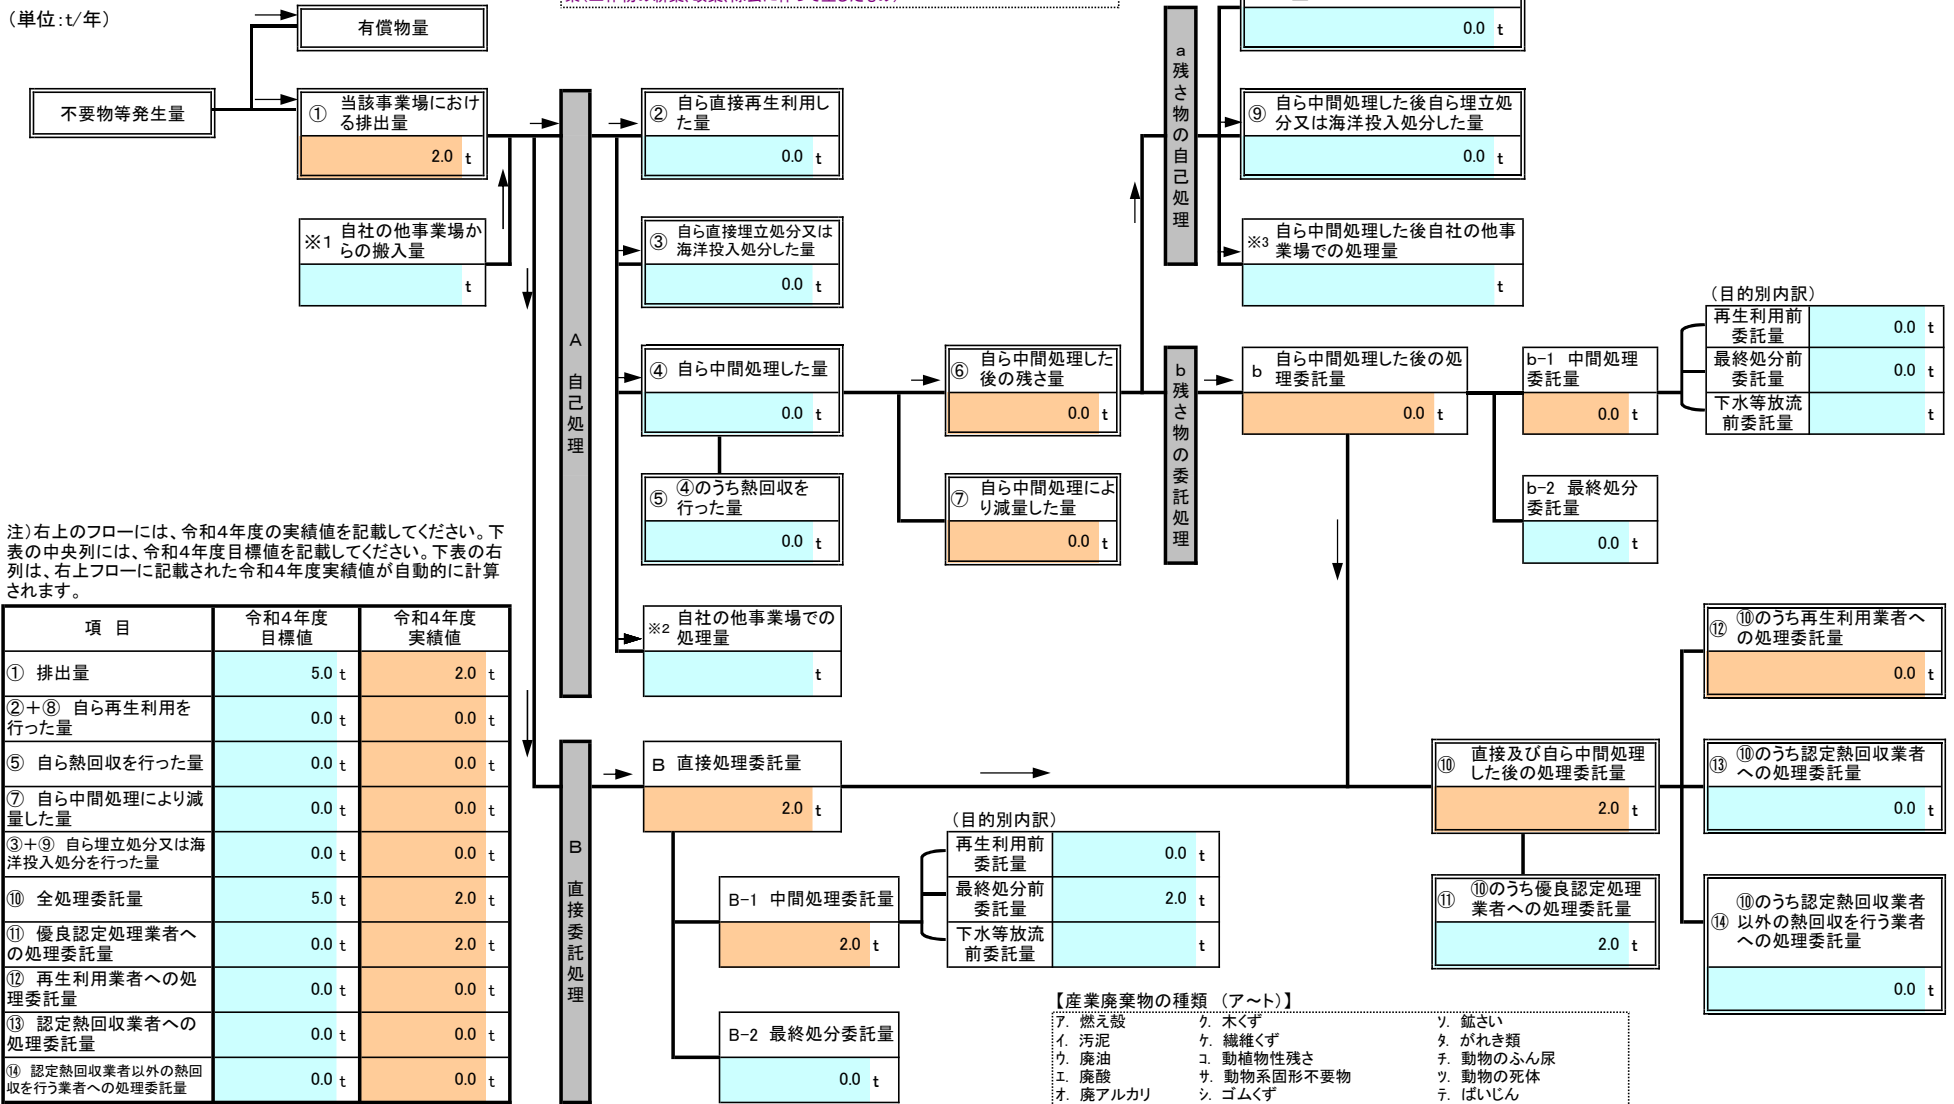 (単位:t/年)
有償物量
不要物等発生量
① 当該事業場におけ
る排出量
2.0 t
※1 自社の他事業場か
らの搬入量
t
A 自己処理
② 自ら直接再生利用し
た量
0.0 t
③ 自ら直接埋立処分又は
海洋投入処分した量
0.0 t
④ 自ら中間処理した量
0.0 t
⑤ ④のうち熱回収を
行った量
0.0 t
※2 自社の他事業場での
処理量
t
⑥ 自ら中間処理した
後の残さ量
0.0 t
⑦ 自ら中間処理によ
り減量した量
0.0 t
a 残さ物の自己処理
0.0 t
⑨ 自ら中間処理した後自ら埋立処
分又は海洋投入処分した量
0.0 t
※3 自ら中間処理した後自社の他事
業場での処理量
t
b 残さ物の委託処理
b 自ら中間処理した後の処
理委託量
0.0 t
b-1 中間処理
委託量
0.0 t
(目的別内訳)
再生利用前
委託量
0.0 t
最終処分前
委託量
0.0 t
下水等放流
前委託量
t
b-2 最終処分
委託量
0.0 t
注)右上のフローには、令和4年度の実績値を記載してください。下
表の中央列には、令和4年度目標値を記載してください。下表の右
列は、右上フローに記載された令和4年度実績値が自動的に計算
されます。
項 目 令和4年度 目標値 令和4年度 実績値
① 排出量 5.0 t 2.0 t
②+⑧ 自ら再生利用を
行った量 0.0 t 0.0 t
⑤ 自ら熱回収を行った量 0.0 t 0.0 t
⑦ 自ら中間処理により減
量した量 0.0 t 0.0 t
③+⑨ 自ら埋立処分又は海
洋投入処分を行った量 0.0 t 0.0 t
⑩ 全処理委託量 5.0 t 2.0 t
⑪ 優良認定処理業者へ
の処理委託量 0.0 t 2.0 t
⑫ 再生利用業者への処
理委託量 0.0 t 0.0 t
⑬ 認定熱回収業者への
処理委託量 0.0 t 0.0 t
⑭ 認定熱回収業者以外の熱回
収を行う業者への処理委託量 0.0 t 0.0 t
B 直接委託処理
B 直接処理委託量
2.0 t
B-1 中間処理委託量
2.0 t
(目的別内訳)
再生利用前
委託量
0.0 t
最終処分前
委託量
2.0 t
下水等放流
前委託量
t
B-2 最終処分委託量
0.0 t
⑩ 直接及び自ら中間処理
した後の処理委託量
2.0 t
⑪ ⑩のうち優良認定処理
業者への処理委託量
2.0 t
⑫ ⑩のうち再生利用業者へ
の処理委託量
0.0 t
⑬ ⑩のうち認定熱回収業者
への処理委託量
0.0 t
⑭ ⑩のうち認定熱回収業者
以外の熱回収を行う業者
への処理委託量
0.0 t
【産業廃棄物の種類 (ア~ト)】
ア. 燃え殻 ク. 木くず ソ. 鉱さい
イ. 汚泥 ケ. 繊維くず タ. がれき類
ウ. 廃油 コ. 動植物性残さ チ. 動物のふん尿
エ. 廃酸 サ. 動物系固形不要物 ツ. 動物の死体
オ. 廃アルカリ シ. ゴムくず テ. ばいじん